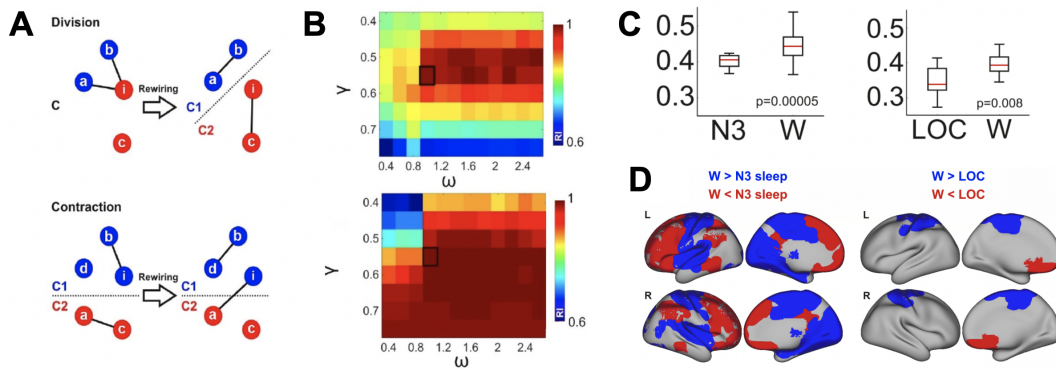 A
Division
b
a
i
C
c
Rewiring
b
a
i
C1
C2
c
Contraction
b
d
i
C1
C2
a
c
Rewiring
b
d
i
C1
C2
a
c
B
0.4
0.5
γ
0.6
0.7
0.4 0.8 1.2 1.6 2 2.4
ω
1
RI
0.6
0.4
0.5
γ
0.6
0.7
0.4 0.8 1.2 1.6 2 2.4
ω
1
RI
0.6
C
0.5
0.4
0.3
p=0.00005
N3 W
0.5
0.4
0.3
p=0.008
LOC W
D
W > N3 sleep
W < N3 sleep
W > LOC
W < LOC
L
L
R
R